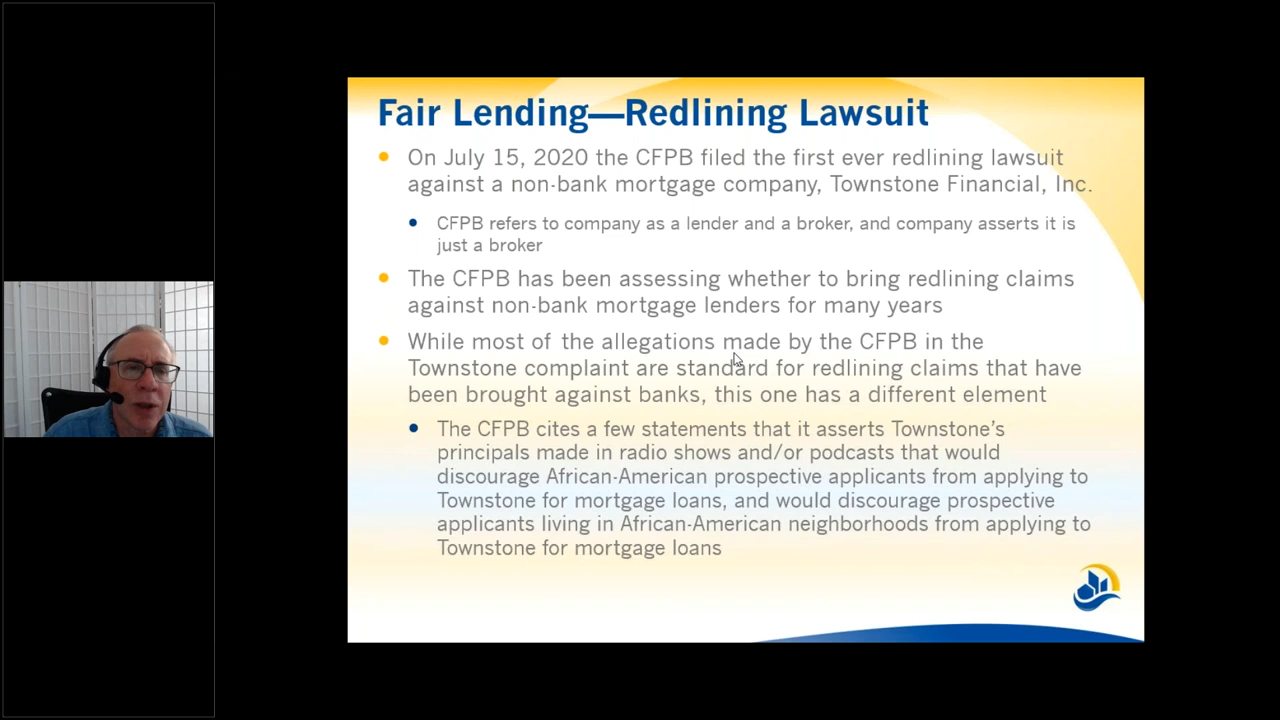 Fair Lending—Redlining Lawsuit
On July 15, 2020 the CFPB filed the first ever redlining lawsuit
against a non-bank mortgage company, Townstone Financial, Inc.
CFPB refers to company as a lender and a broker, and company asserts it is
just a broker
The CFPB has been assessing whether to bring redlining claims
against non-bank mortgage lenders for many years
While most of the allegations made by the CFPB in the
Townstone complaint are standard for redlining claims that have
been brought against banks, this one has a different element
The CFPB cites a few statements that it asserts Townstone's
principals made in radio shows and/or podcasts that would
discourage African-American prospective applicants from applying to
Townstone for mortgage loans, and would discourage prospective
applicants living in African-American neighborhoods from applying to
Townstone for mortgage loans